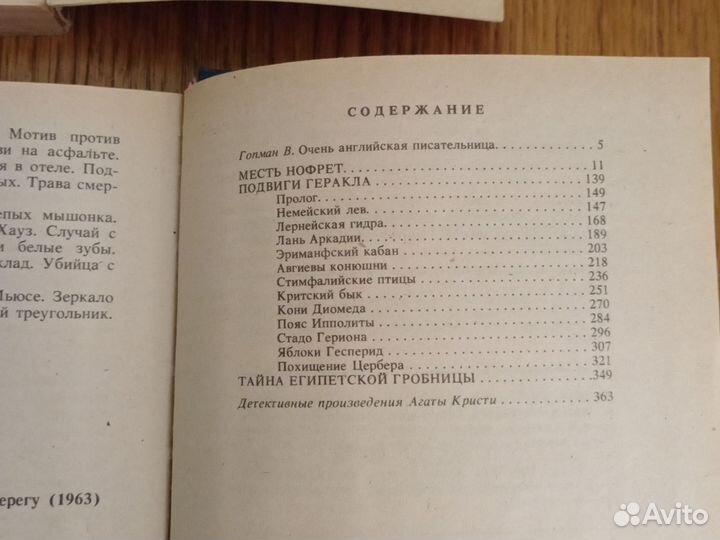 Мотив против
ви на асфальте.
я в отеле. Под-
ых. Трава смер-
епых мышонка.
Хауз. Случай с
и белые зубы.
клад. Убийца с
Мьюсе. Зеркало
й треугольник.
ерегу (1963)
СОДЕРЖАНИЕ
Гопман В. Очень английская писательница. . . . . . . . . . . . 5
МЕСТЬ НОФРЕТ. . . . . . . . . . . . 11
ПОДВИГИ ГЕРАКЛА . . . . . . . . . . . . 139
Пролог. . . . . . . . . . . . 149
Немейский лев. . . . . . . . . . . . 147
Лернейская гидра . . . . . . . . . . . . 168
Лань Аркадии. . . . . . . . . . . . 189
Эриманфский кабан . . . . . . . . . . . . 203
Авгиевы конюшни . . . . . . . . . . . . 218
Стимфалийские птицы . . . . . . . . . . . . 236
Критский бык . . . . . . . . . . . . 251
Кони Диомеда . . . . . . . . . . . . 270
Пояс Ипполиты . . . . . . . . . . . . 284
Стадо Гериона . . . . . . . . . . . . 296
Яблоки Гесперид . . . . . . . . . . . . 307
Похищение Цербера . . . . . . . . . . . . 321
ТАЙНА ЕГИПЕТСКОЙ ГРОБНИЦЫ . . . . . . . . . . . . 349
Детективные произведения Агаты Кристи . . . . . . . . . . . . 363
Avito